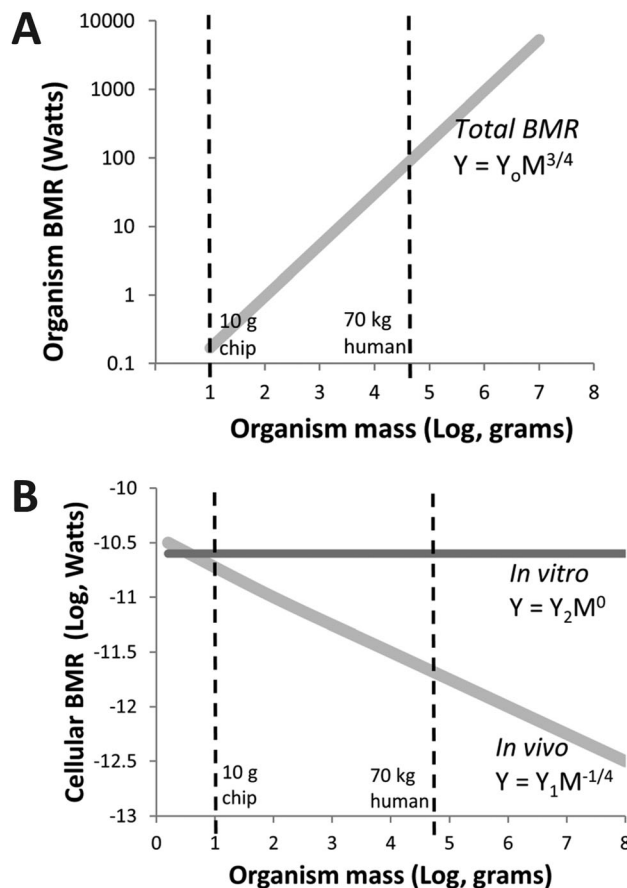 A
Organism BMR (Watts)
10000
1000
100
10
1
0.1
Total BMR
Y = YₒM³/⁴
10 g
chip
70 kg
human
1 2 3 4 5 6 7 8
Organism mass (Log, grams)
B
Cellular BMR (Log, Watts)
-10
-10.5
-11
-11.5
-12
-12.5
-13
In vitro
Y = Y₂M⁰
In vivo
Y = Y₁M⁻¹/⁴
10 g
chip
70 kg
human
0 1 2 3 4 5 6 7 8
Organism mass (Log, grams)